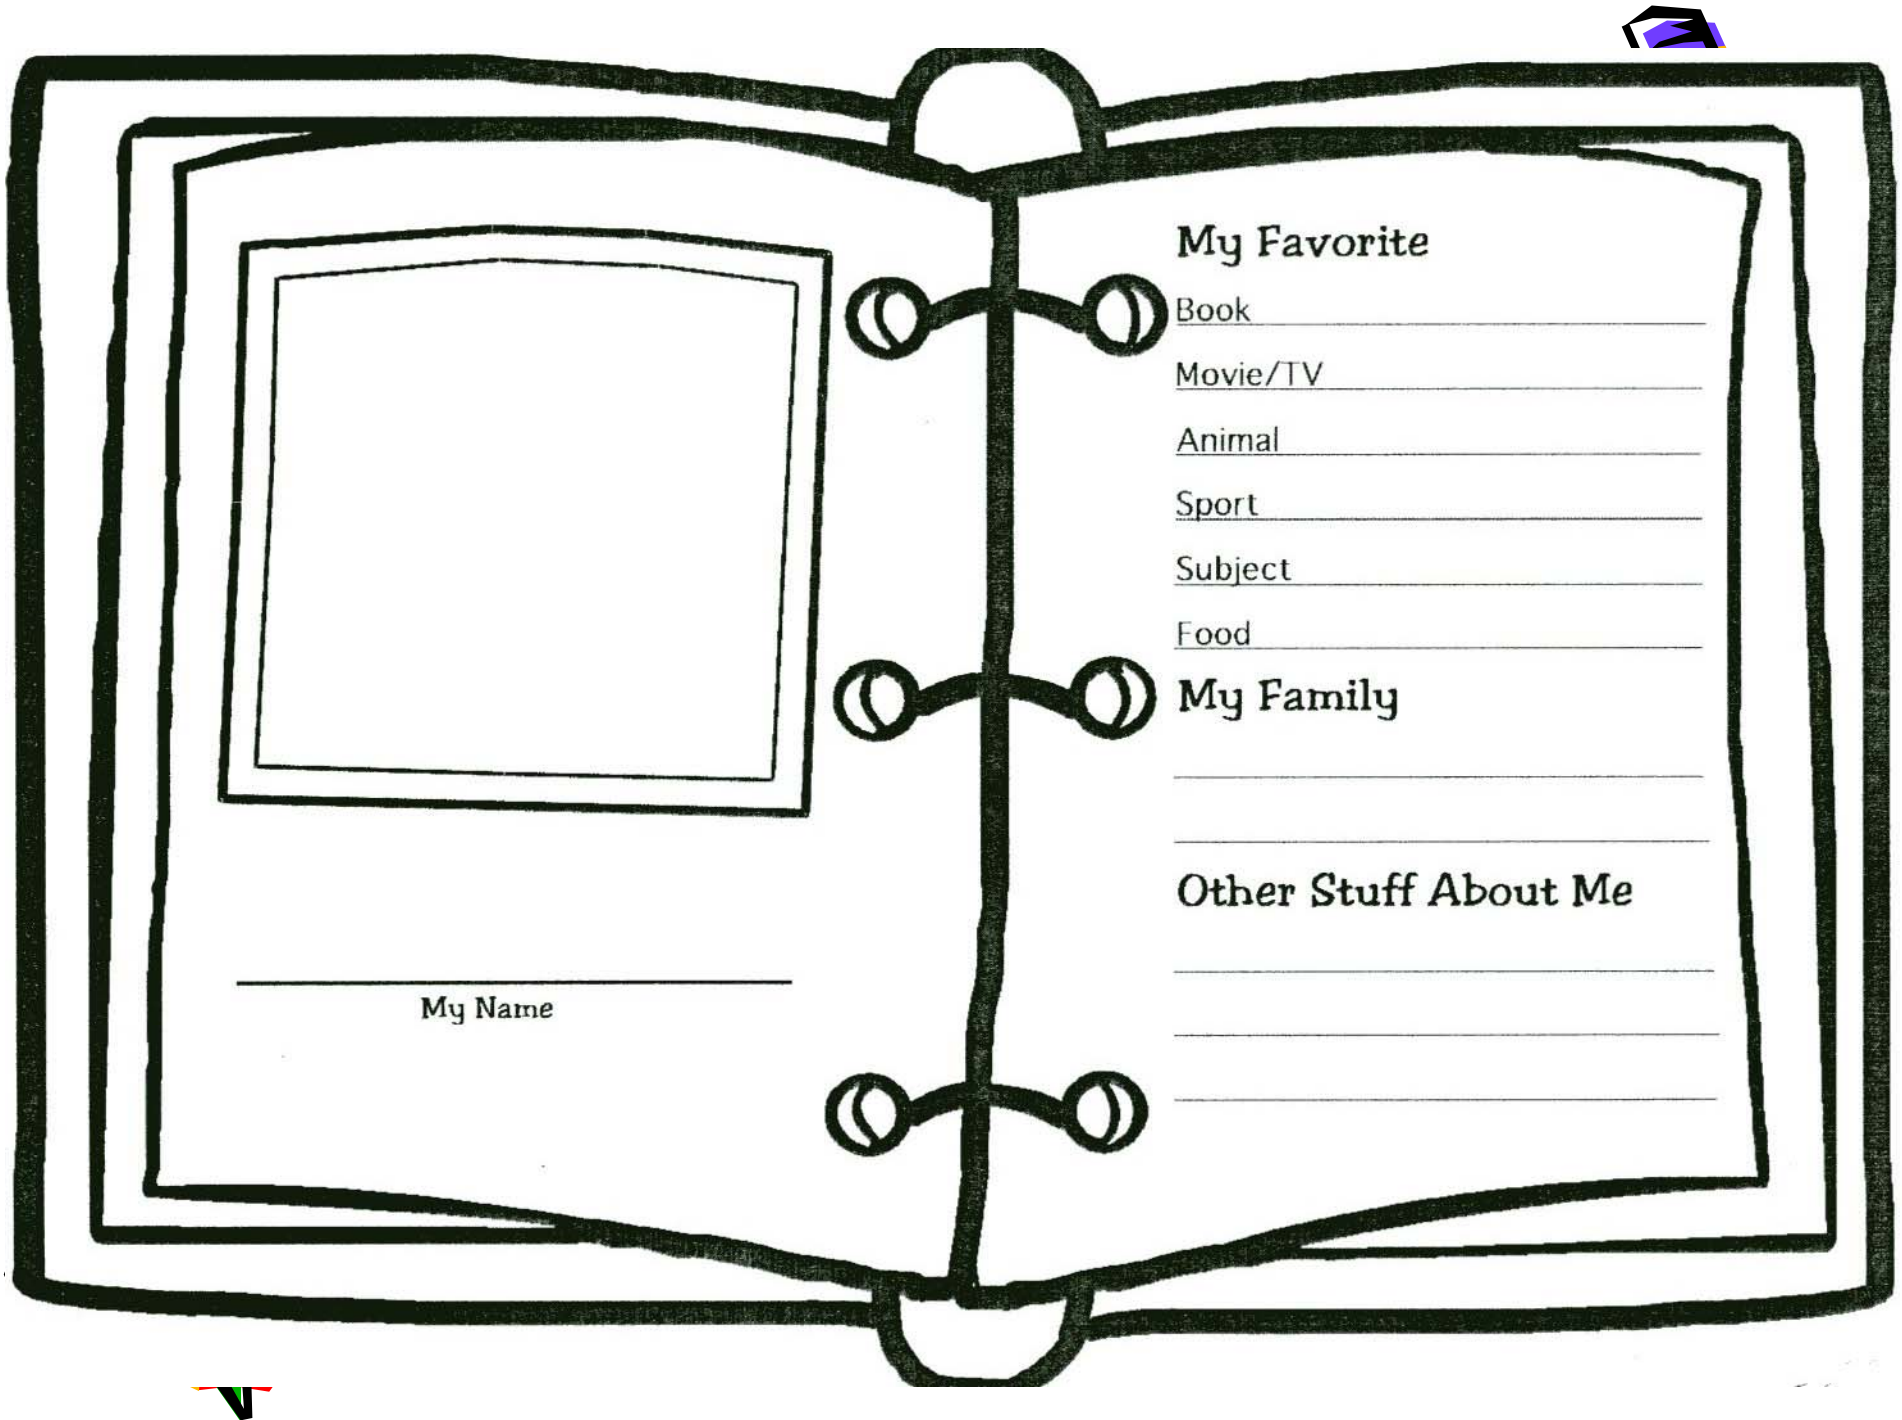 My Name
My Favorite
Book
Movie/TV
Animal
Sport
Subject
Food
My Family
Other Stuff About Me